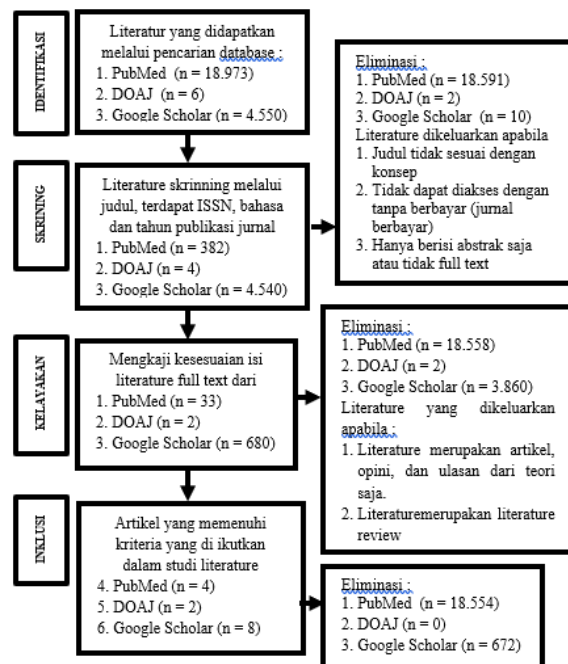 IDENTIFIKASI
Literatur yang didapatkan
melalui pencarian database :
1. PubMed (n = 18.973)
2. DOAJ (n = 6)
3. Google Scholar (n = 4.550)
Eliminasi :
1. PubMed (n = 18.591)
2. DOAJ (n = 2)
3. Google Scholar (n = 10)
Literature dikeluarkan apabila
1. Judul tidak sesuai dengan
konsep
2. Tidak dapat diakses dengan
tanpa berbayar (jurnal
berbayar)
3. Hanya berisi abstrak saja
atau tidak full text
SKRINING
Literature skrinning melalui
judul, terdapat ISSN, bahasa
dan tahun publikasi jurnal
1. PubMed (n = 382)
2. DOAJ (n = 4)
3. Google Scholar (n = 4.540)
KELAYAKAN
Mengkaji kesesuaian isi
literature full text dari
1. PubMed (n = 33)
2. DOAJ (n = 2)
3. Google Scholar (n = 680)
Eliminasi :
1. PubMed (n = 18.558)
2. DOAJ (n = 2)
3. Google Scholar (n = 3.860)
Literature yang dikeluarkan
apabila :
1. Literature merupakan artikel,
opini, dan ulasan dari teori
saja.
2. Literaturemerupakan literature
review
INKLUSI
Artikel yang memenuhi
kriteria yang di ikutkan
dalam studi literature
4. PubMed (n = 4)
5. DOAJ (n = 2)
6. Google Scholar (n = 8)
Eliminasi :
1. PubMed (n = 18.554)
2. DOAJ (n = 0)
3. Google Scholar (n = 672)